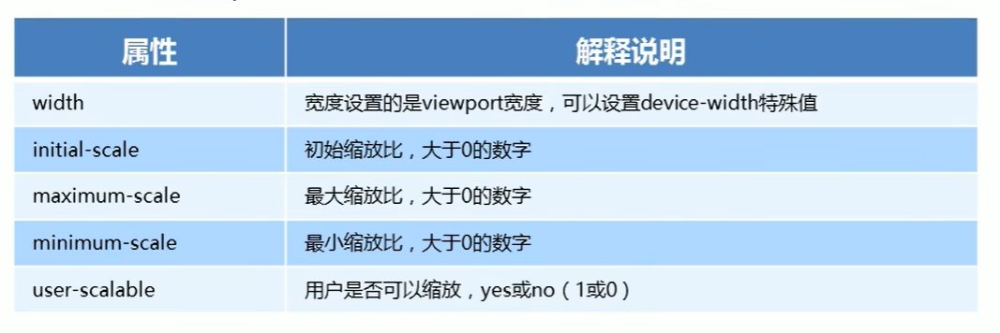 属性 解释说明
width 宽度设置的是viewport宽度，可以设置device-width特殊值
initial-scale 初始缩放比，大于0的数字
maximum-scale 最大缩放比，大于0的数字
minimum-scale 最小缩放比，大于0的数字
user-scalable 用户是否可以缩放，yes或no（1或0）